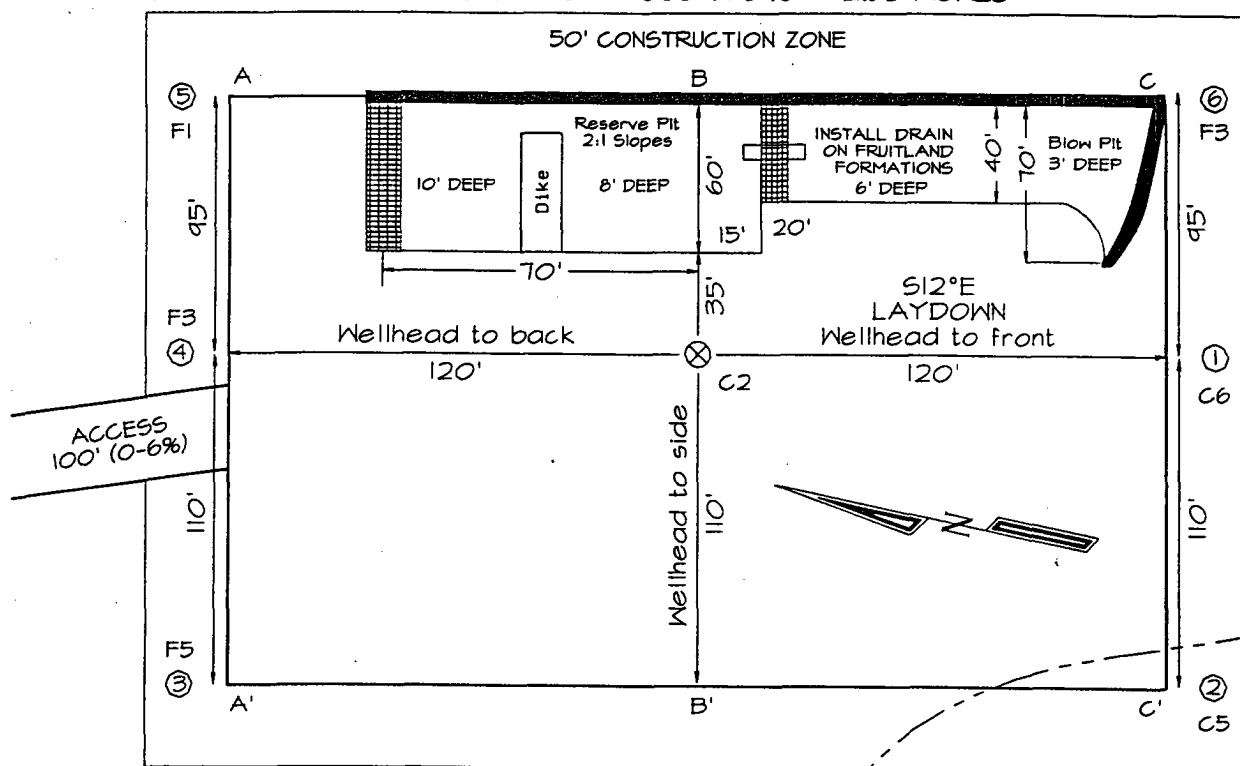 50' CONSTRUCTION ZONE
A
B
C
5
F1
6
F3
Reserve Pit
2:1 Slopes
10' DEEP
Dike
8' DEEP
60'
INSTALL DRAIN
ON FRUITLAND
FORMATIONS
6' DEEP
40'
70'
Blow Pit
3' DEEP
95'
95'
15'
20'
70'
35'
S12°E
LAYDOWN
F3
4
Wellhead to back
120'
Wellhead to front
120'
C2
1
C6
ACCESS
100' (0-6%)
110'
Wellhead to side
110'
N
110'
F5
3
A'
B'
C'
2
C5